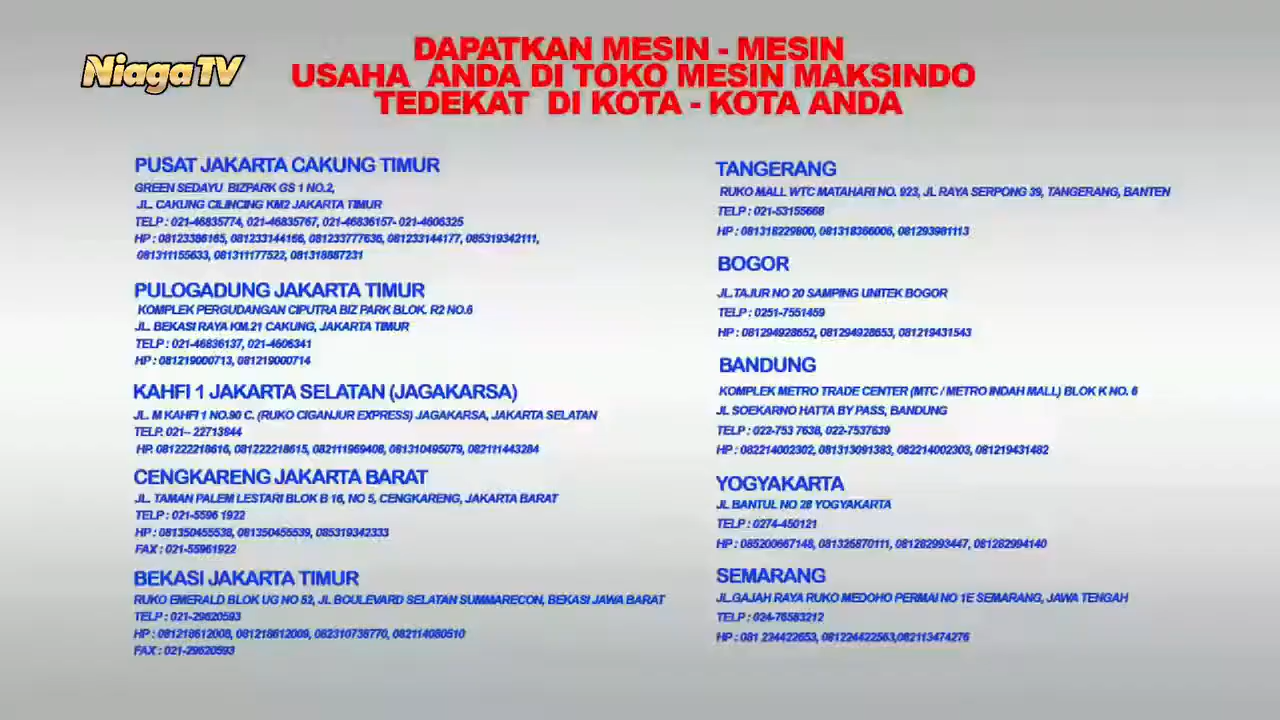 NiagaTV
DAPATKAN MESIN - MESIN
USAHA ANDA DI TOKO MESIN MAKSINDO
TEDEKAT DI KOTA - KOTA ANDA
PUSAT JAKARTA CAKUNG TIMUR
GREEN SEDAYU BIZPARK GS 1 NO.2,
JL. CAKUNG CILINCING KM2 JAKARTA TIMUR
TELP : 021-46835774, 021-46835767, 021-46836157- 021-4606325
HP : 08123386165, 081233144166, 081233777636, 081233144177, 085319342111,
081311155633, 081311177522, 081318887231
PULOGADUNG JAKARTA TIMUR
KOMPLEK PERGUDANGAN CIPUTRA BIZ PARK BLOK. R2 NO.6
JL. BEKASI RAYA KM.21 CAKUNG, JAKARTA TIMUR
TELP : 021-46836137, 021-4606341
HP : 081219000713, 081219000714
KAHFI 1 JAKARTA SELATAN (JAGAKARSA)
JL. M KAHFI 1 NO.90 C. (RUKO CIGANJUR EXPRESS) JAGAKARSA, JAKARTA SELATAN
TELP. 021-- 22713844
HP. 081222218616, 081222218615, 082111969408, 081310495079, 082111443284
CENGKARENG JAKARTA BARAT
JL. TAMAN PALEM LESTARI BLOK B 16, NO 5, CENGKARENG, JAKARTA BARAT
TELP : 021-5596 1922
HP : 081350455538, 081350455539, 085319342333
FAX : 021-55961922
BEKASI JAKARTA TIMUR
RUKO EMERALD BLOK UG NO 52, JL BOULEVARD SELATAN SUMMARECON, BEKASI JAWA BARAT
TELP : 021-29620593
HP : 081218612008, 081218612009, 082310736770, 082114080510
FAX : 021-29620593
TANGERANG
RUKO MALL WTC MATAHARI NO. 923, JL RAYA SERPONG 39, TANGERANG, BANTEN
TELP : 021-53155668
HP : 081318229800, 081318366006, 081293981113
BOGOR
JL.TAJUR NO 20 SAMPING UNITEK BOGOR
TELP : 0251-7551459
HP : 081294928652, 081294928653, 081219431543
BANDUNG
KOMPLEK METRO TRADE CENTER (MTC / METRO INDAH MALL) BLOK K NO. 6
JL SOEKARNO HATTA BY PASS, BANDUNG
TELP : 022-753 7638, 022-7537639
HP : 082214002302, 081313091383, 082214002303, 081219431482
YOGYAKARTA
JL BANTUL NO 28 YOGYAKARTA
TELP : 0274-450121
HP : 085200667148, 081326870111, 081282993447, 081282994140
SEMARANG
JL.GAJAH RAYA RUKO MEDOHO PERMAI NO 1E SEMARANG, JAWA TENGAH
TELP : 024-76583212
HP : 081 224422653, 081224422563,082113474276